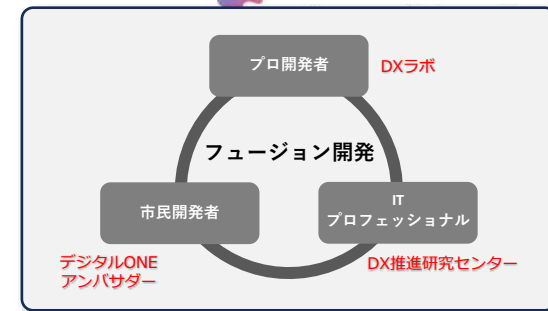 プロ開発者
DXラボ
フュージョン開発
市民開発者
IT
プロフェッショナル
デジタルONE
アンバサダー
DX推進研究センター